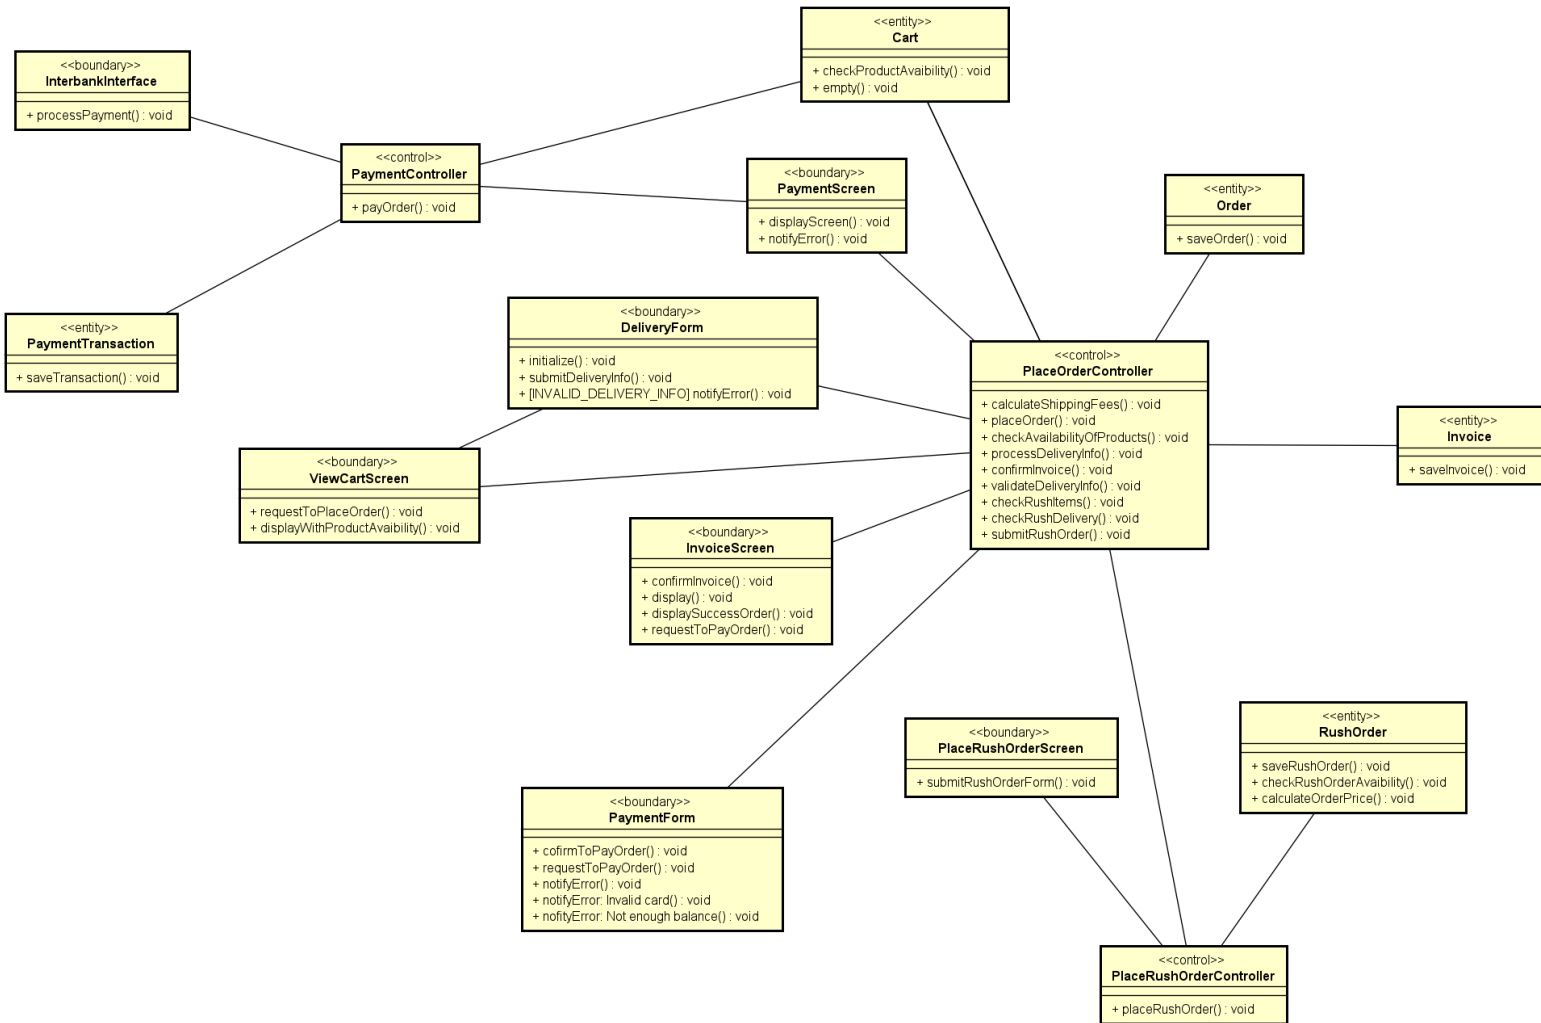 <<entity>>
Cart
+ checkProductAvaibility() : void
+ empty() : void
<<boundary>>
InterbankInterface
+ processPayment() : void
<<control>>
PaymentController
+ payOrder() : void
<<boundary>>
PaymentScreen
+ displayScreen() : void
+ notifyError() : void
<<entity>>
Order
+ saveOrder() : void
<<boundary>>
DeliveryForm
+ initialize() : void
+ submitDeliveryInfo() : void
+ [INVALID_DELIVERY_INFO] notifyError() : void
<<entity>>
PaymentTransaction
+ saveTransaction() : void
<<control>>
PlaceOrderController
+ calculateShippingFees() : void
+ placeOrder() : void
+ checkAvailabilityOfProducts() : void
+ processDeliveryInfo() : void
+ confirmInvoice() : void
+ validateDeliveryInfo() : void
+ checkRushItems() : void
+ checkRushDelivery() : void
+ submitRushOrder() : void
<<entity>>
Invoice
+ saveInvoice() : void
<<boundary>>
ViewCartScreen
+ requestToPlaceOrder() : void
+ displayWithProductAvaibility() : void
<<boundary>>
InvoiceScreen
+ confirmInvoice() : void
+ display() : void
+ displaySuccessOrder() : void
+ requestToPayOrder() : void
<<boundary>>
PlaceRushOrderScreen
+ submitRushOrderForm() : void
<<entity>>
RushOrder
+ saveRushOrder() : void
+ checkRushOrderAvaibility() : void
+ calculateOrderPrice() : void
<<boundary>>
PaymentForm
+ cofirmToPayOrder() : void
+ requestToPayOrder() : void
+ notifyError() : void
+ notifyError: Invalid card() : void
+ nofityError: Not enough balance() : void
<<control>>
PlaceRushOrderController
+ placeRushOrder() : void